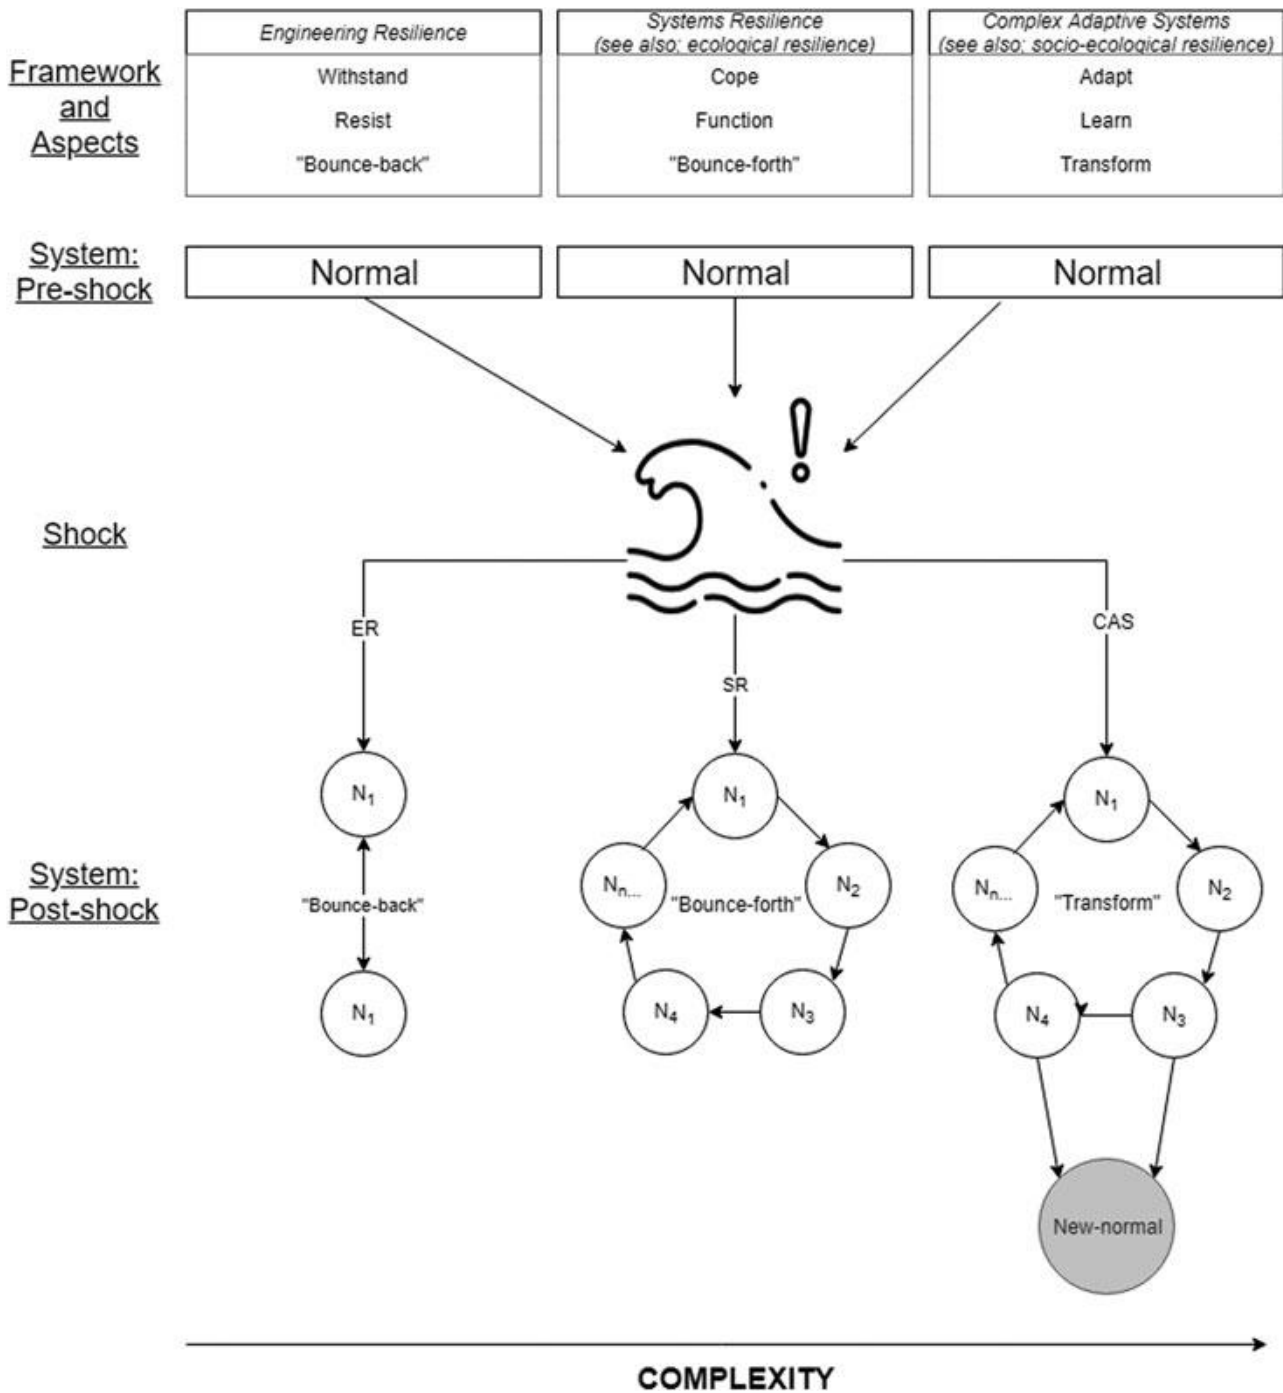 Engineering Resilience
Systems Resilience
(see also; ecological resilience)
Complex Adaptive Systems
(see also; socio-ecological resilience)
Framework
and
Aspects
Withstand
Resist
"Bounce-back"
Cope
Function
"Bounce-forth"
Adapt
Learn
Transform
System:
Pre-shock
Normal
Normal
Normal
!
Shock
ER
SR
CAS
System:
Post-shock
N1
"Bounce-back"
N1
N1
N2
N3
N4
Nn...
"Bounce-forth"
N1
N2
N3
N4
Nn...
"Transform"
New-normal
COMPLEXITY